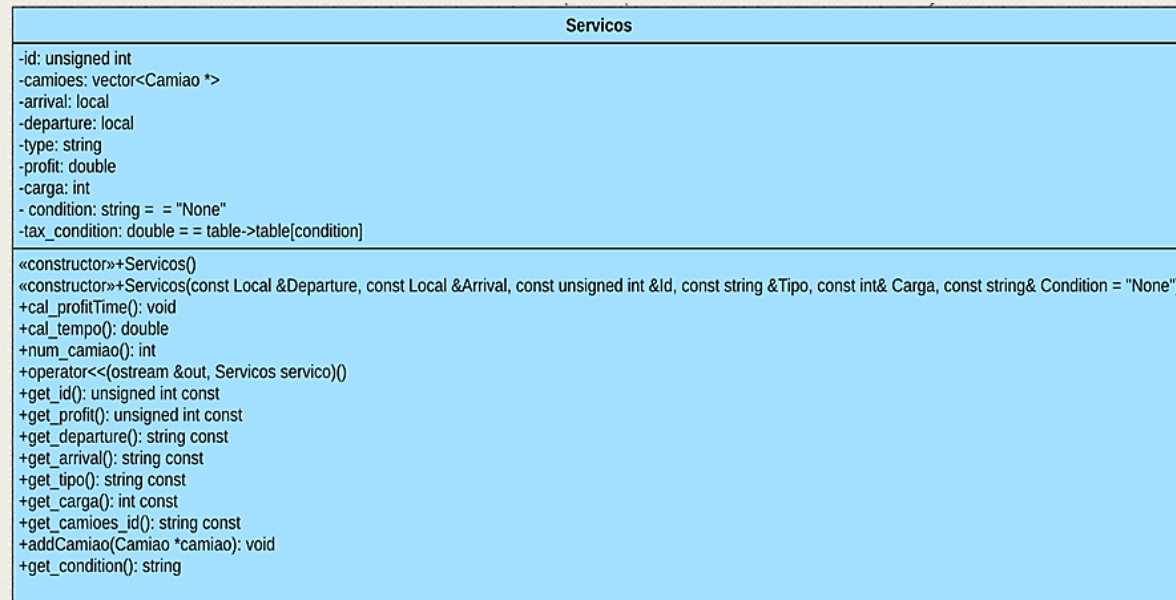 Servicos
-id: unsigned int
-camioes: vector<Camiao *>
-arrival: local
-departure: local
-type: string
-profit: double
-carga: int
- condition: string =  = "None"
-tax_condition: double = = table->table[condition]
«constructor»+Servicos()
«constructor»+Servicos(const Local &Departure, const Local &Arrival, const unsigned int &Id, const string &Tipo, const int& Carga, const string& Condition = "None"
+cal_profitTime(): void
+cal_tempo(): double
+num_camiao(): int
+operator<<(ostream &out, Servicos servico)()
+get_id(): unsigned int const
+get_profit(): unsigned int const
+get_departure(): string const
+get_arrival(): string const
+get_tipo(): string const
+get_carga(): int const
+get_camioes_id(): string const
+addCamiao(Camiao *camiao): void
+get_condition(): string